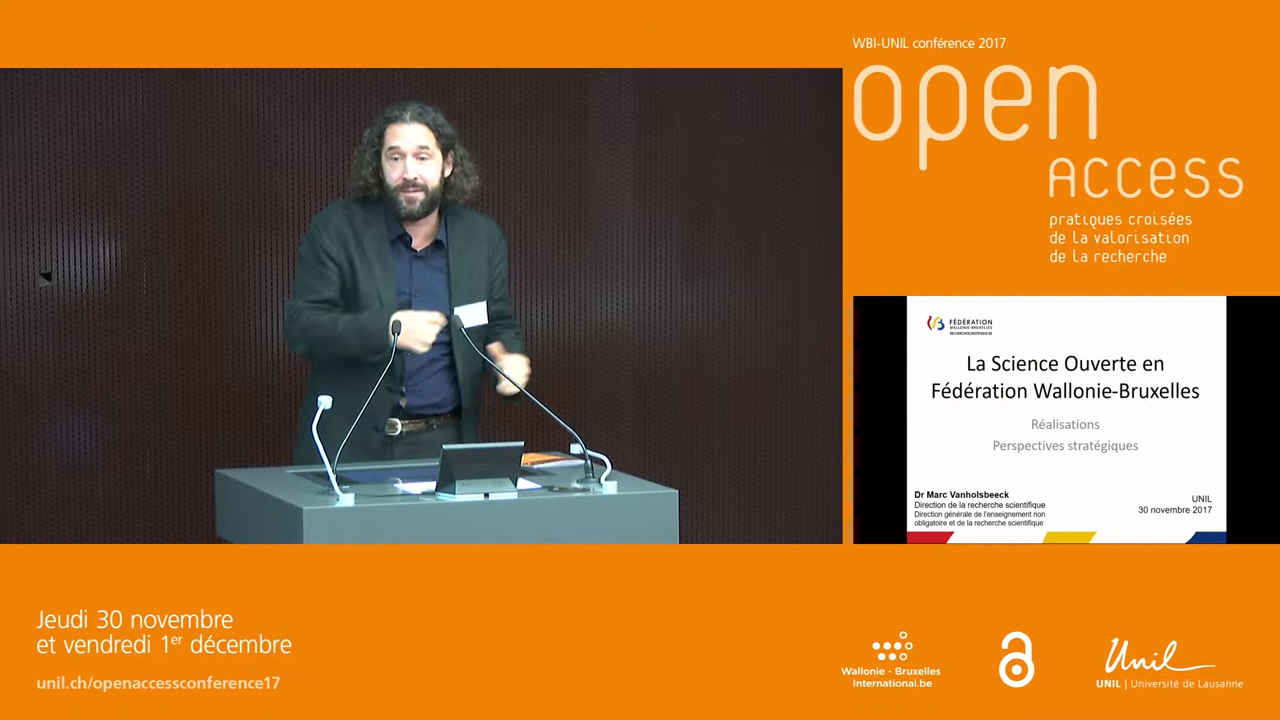 WBI-UNIL conférence 2017
open
access
pratiques croisées
de la valorisation
de la recherche
FÉDÉRATION
WALLONIE-BRUXELLES
RECHERCHESCIENTIFIQUE.BE
La Science Ouverte en
Fédération Wallonie-Bruxelles
Réalisations
Perspectives stratégiques
Dr Marc Vanholsbeeck
Direction de la recherche scientifique
Direction générale de l'enseignement non
obligatoire et de la recherche scientifique
UNIL
30 novembre 2017
Jeudi 30 novembre
et vendredi 1er décembre
unil.ch/openaccessconference17
Wallonie - Bruxelles
International.be
Unil
UNIL | Université de Lausanne